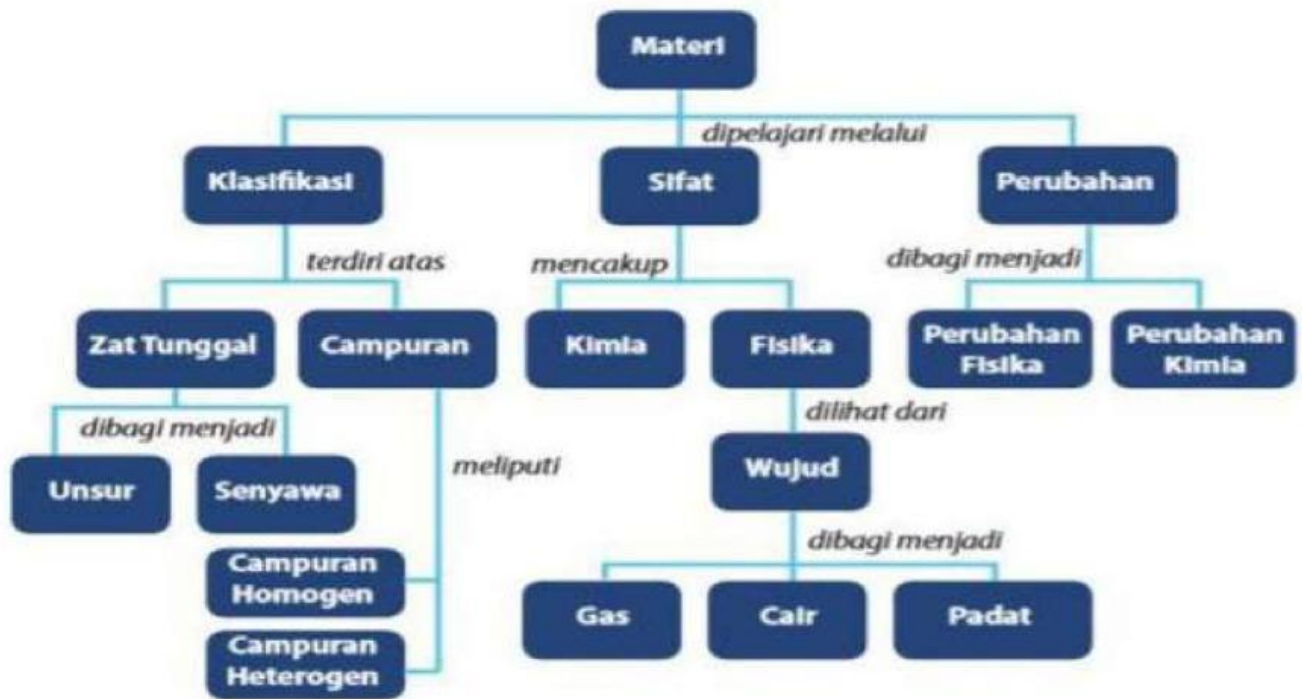 Materi
dipelajari melalui
Klasifikasi
Sifat
Perubahan
terdiri atas
mencakup
dibagi menjadi
Zat Tunggal
Campuran
Kimia
Fisika
Perubahan
Fisika
Perubahan
Kimia
dibagi menjadi
dilihat dari
Unsur
Senyawa
meliputi
Wujud
dibagi menjadi
Campuran
Homogen
Gas
Cair
Padat
Campuran
Heterogen